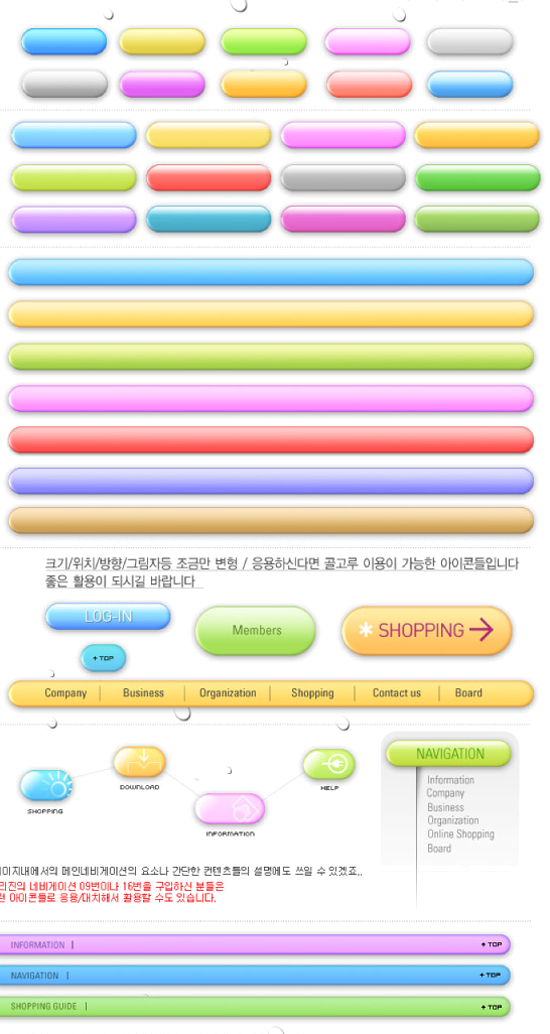 크기/위치/방향/그림자등 조금만 변형 / 응용하신다면 골고루 이용이 가능한 아이콘들입니다
좋은 활용이 되시길 바랍니다
LOG-IN
Members
* SHOPPING →
+ TOP
Company | Business | Organization | Shopping | Contact us | Board
SHOPPING
DOWNLOAD
INFORMATION
HELP
NAVIGATION
Information
Company
Business
Organization
Online Shopping
Board
이미지내에서의 메인네비게이션의 요소나 간단한 컨텐츠들의 설명에도 쓰일 수 있겠죠..
리진의 네비게이션 09번이나 16번을 구입하신 분들은
아이콘들로 응용/대치해서 활용할 수도 있습니다.
INFORMATION | + TOP
NAVIGATION | + TOP
SHOPPING GUIDE | + TOP